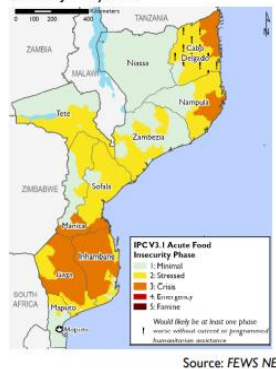 0 100 200 400 Kilometers
TANZANIA
ZAMBIA
MALAWI
Niassa
Cabo
Delgado
Nampula
Tete
Zambezia
ZIMBABWE
Sofala
Manica
Inhambane
Gaza
SOUTH
AFRICA
Maputo
Maputo
IPC V3.1 Acute Food
Insecurity Phase
1: Minimal
2: Stressed
3: Crisis
4: Emergency
5: Famine
! Would likely be at least one phase
worse without current or programmed
humanitarian assistance
Source: FEWS NE